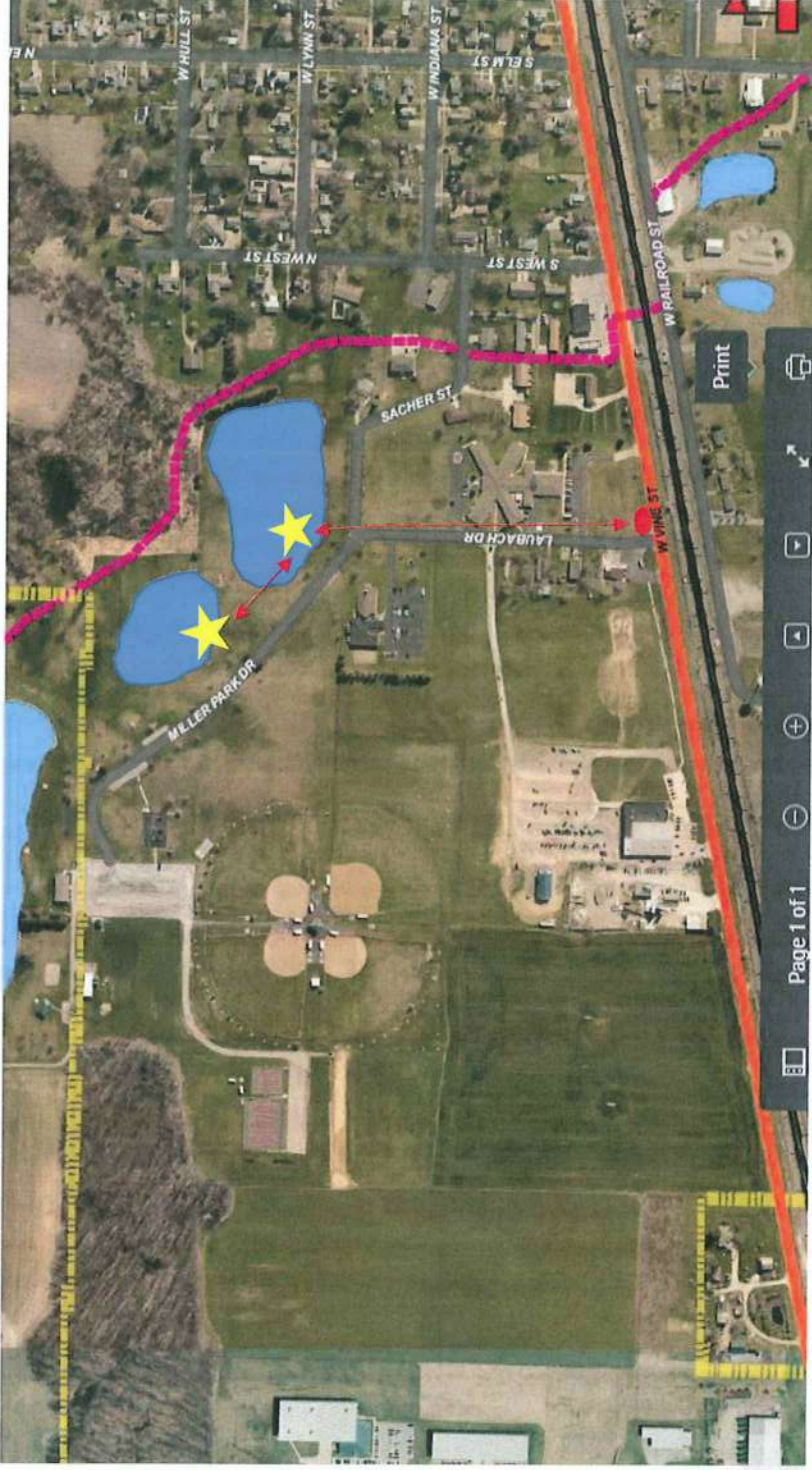 N E
W HULL ST
W LYNN ST
W INDIANA ST
S ELM ST
N WEST ST
S WEST ST
W RAILROAD ST
SACHER ST
LAUBACH DR
W VINE ST
MILLER PARK DR
Print
Page 1 of 1